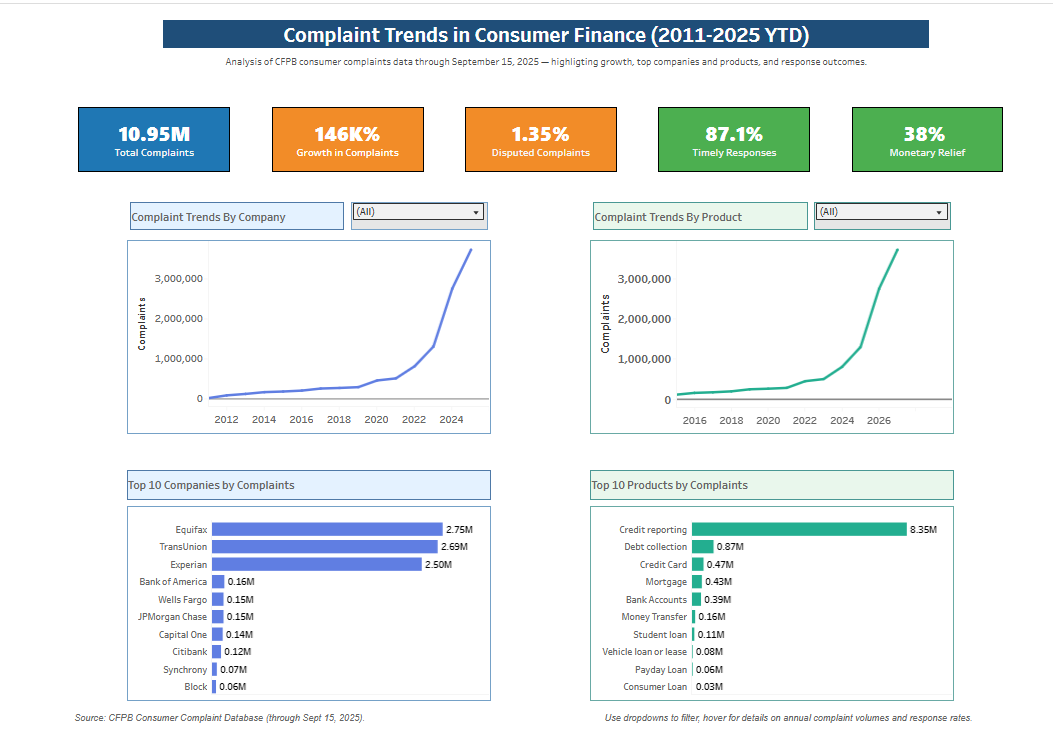 Complaint Trends in Consumer Finance (2011-2025 YTD)
Analysis of CFPB consumer complaints data through September 15, 2025 — highligting growth, top companies and products, and response outcomes.
10.95M
Total Complaints
146K%
Growth in Complaints
1.35%
Disputed Complaints
87.1%
Timely Responses
38%
Monetary Relief
Complaint Trends By Company
(All)
Complaint Trends By Product
(All)
Complaints
3,000,000
2,000,000
1,000,000
0
2012 2014 2016 2018 2020 2022 2024
Complaints
3,000,000
2,000,000
1,000,000
0
2016 2018 2020 2022 2024 2026
Top 10 Companies by Complaints
Equifax 2.75M
TransUnion 2.69M
Experian 2.50M
Bank of America 0.16M
Wells Fargo 0.15M
JPMorgan Chase 0.15M
Capital One 0.14M
Citibank 0.12M
Synchrony 0.07M
Block 0.06M
Top 10 Products by Complaints
Credit reporting 8.35M
Debt collection 0.87M
Credit Card 0.47M
Mortgage 0.43M
Bank Accounts 0.39M
Money Transfer 0.16M
Student loan 0.11M
Vehicle loan or lease 0.08M
Payday Loan 0.06M
Consumer Loan 0.03M
Source: CFPB Consumer Complaint Database (through Sept 15, 2025).
Use dropdowns to filter, hover for details on annual complaint volumes and response rates.